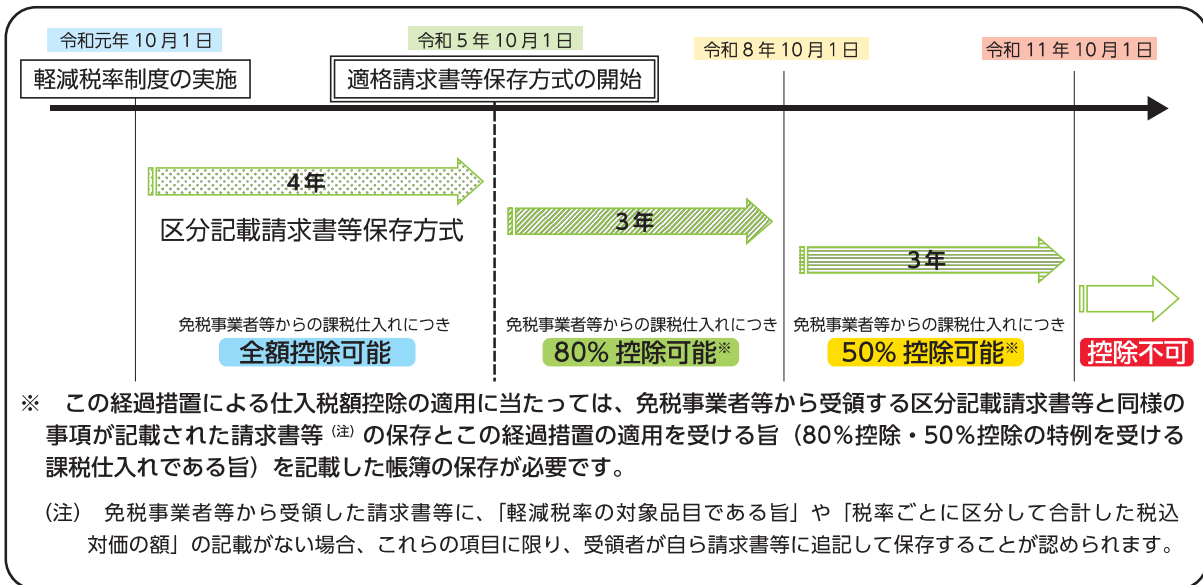 令和元年10月1日
令和5年10月1日
令和8年10月1日
令和11年10月1日
軽減税率制度の実施
適格請求書等保存方式の開始
4年
区分記載請求書等保存方式
3年
3年
免税事業者等からの課税仕入れにつき
全額控除可能
免税事業者等からの課税仕入れにつき
80%控除可能※
免税事業者等からの課税仕入れにつき
50%控除可能※
控除不可
※ この経過措置による仕入税額控除の適用に当たっては、免税事業者等から受領する区分記載請求書等と同様の
事項が記載された請求書等(注)の保存とこの経過措置の適用を受ける旨(80%控除・50%控除の特例を受ける
課税仕入れである旨)を記載した帳簿の保存が必要です。
(注) 免税事業者等から受領した請求書等に、「軽減税率の対象品目である旨」や「税率ごとに区分して合計した税込
対価の額」の記載がない場合、これらの項目に限り、受領者が自ら請求書等に追記して保存することが認められます。